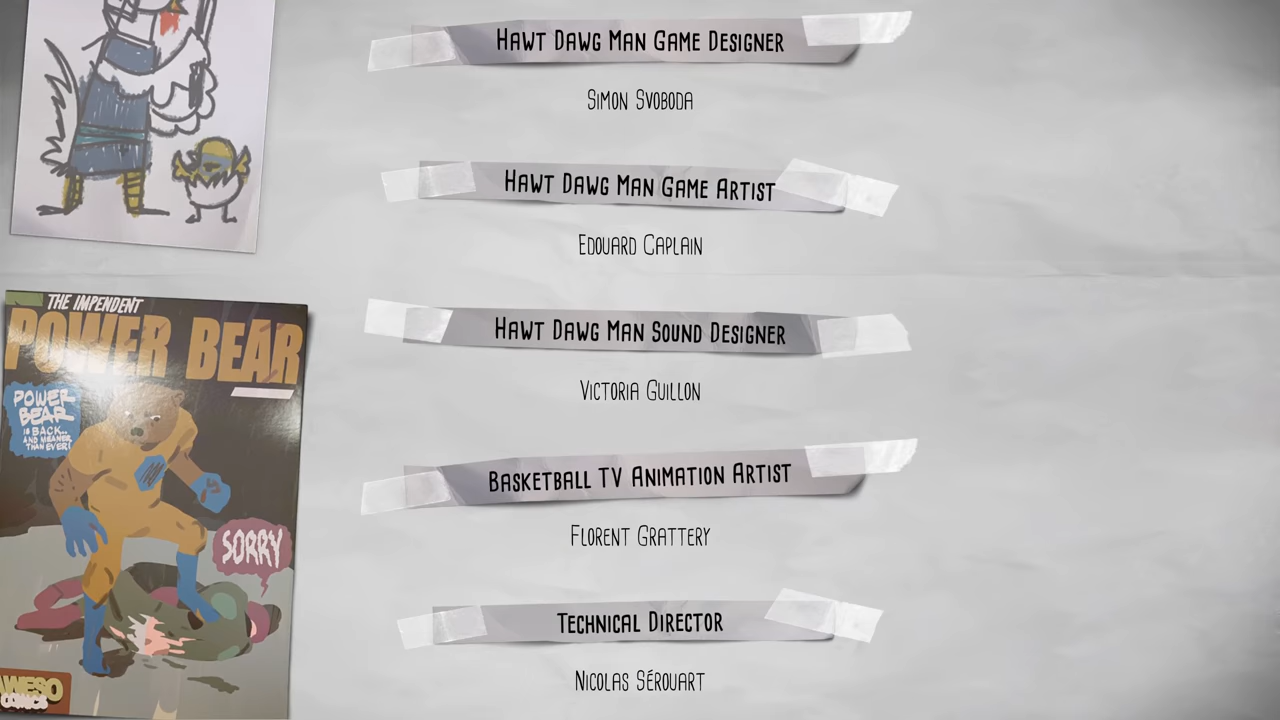 HAWT DAWG MAN GAME DESIGNER
SIMON SVOBODA
HAWT DAWG MAN GAME ARTIST
EDOUARD CAPLAIN
HAWT DAWG MAN SOUND DESIGNER
VICTORIA GUILLON
BASKETBALL TV ANIMATION ARTIST
FLORENT GRATTERY
TECHNICAL DIRECTOR
NICOLAS SÉROUART
THE IMPENDENT
POWER BEAR
POWER
BEAR
IS BACK..
AND MEANER
THAN EVER!
SORRY
AWESO
COMICS